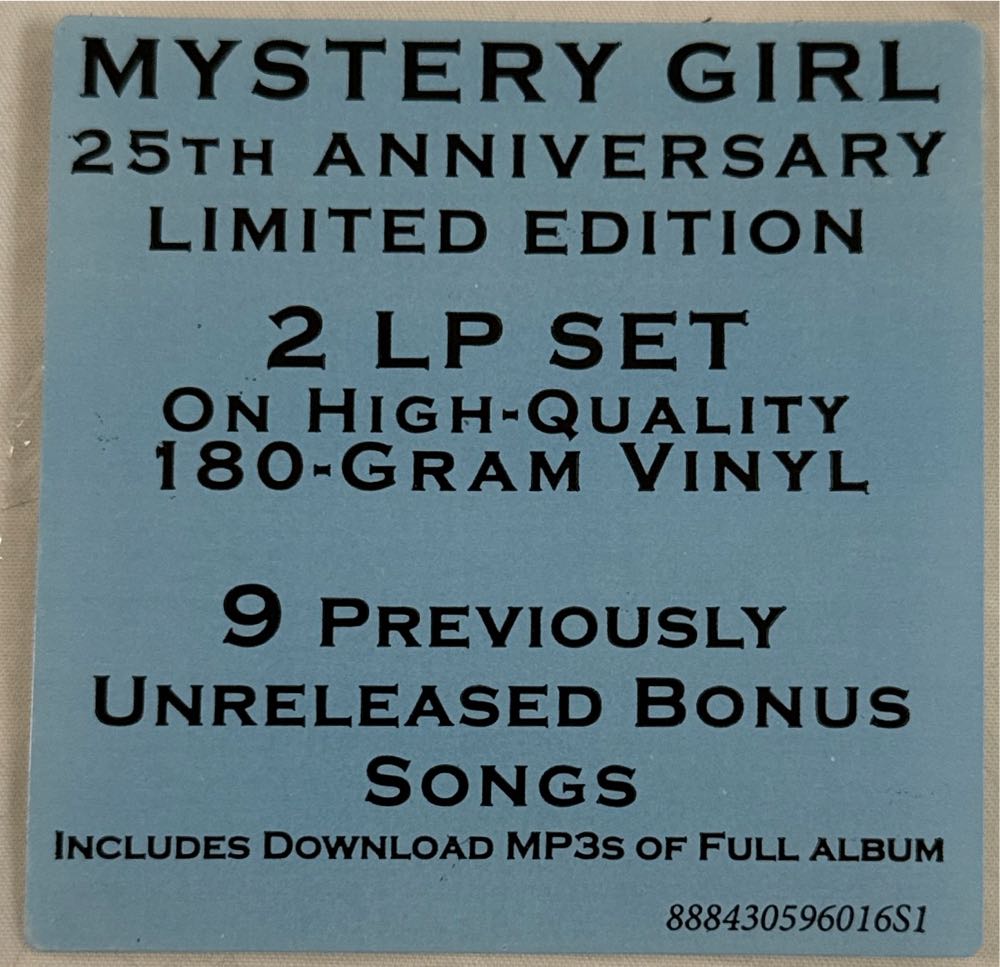 MYSTERY GIRL
25TH ANNIVERSARY
LIMITED EDITION
2 LP SET
ON HIGH-QUALITY
180-GRAM VINYL
9 PREVIOUSLY
UNRELEASED BONUS
SONGS
INCLUDES DOWNLOAD MP3S OF FULL ALBUM
888430596016S1